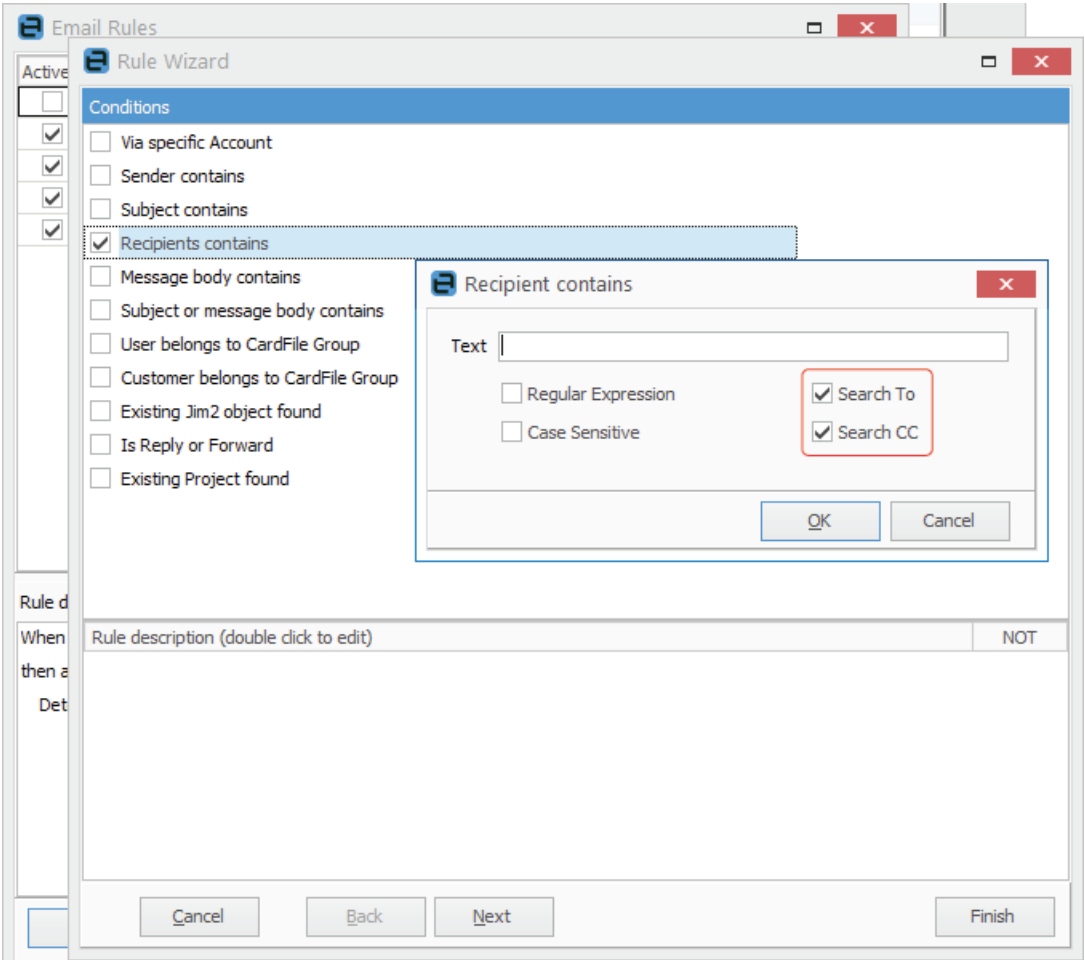 Email Rules
Rule Wizard
Active
Conditions
Via specific Account
Sender contains
Subject contains
Recipients contains
Message body contains
Subject or message body contains
User belongs to CardFile Group
Customer belongs to CardFile Group
Existing Jim2 object found
Is Reply or Forward
Existing Project found
Recipient contains
Text
Regular Expression
Search To
Case Sensitive
Search CC
OK
Cancel
Rule d
When
then a
Det
Rule description (double click to edit)
NOT
Cancel
Back
Next
Finish